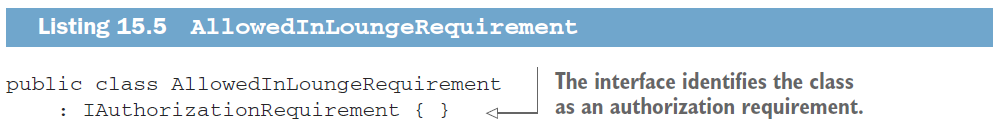 Listing 15.5 AllowedInLoungeRequirement
public class AllowedInLoungeRequirement
: IAuthorizationRequirement { }
The interface identifies the class
as an authorization requirement.